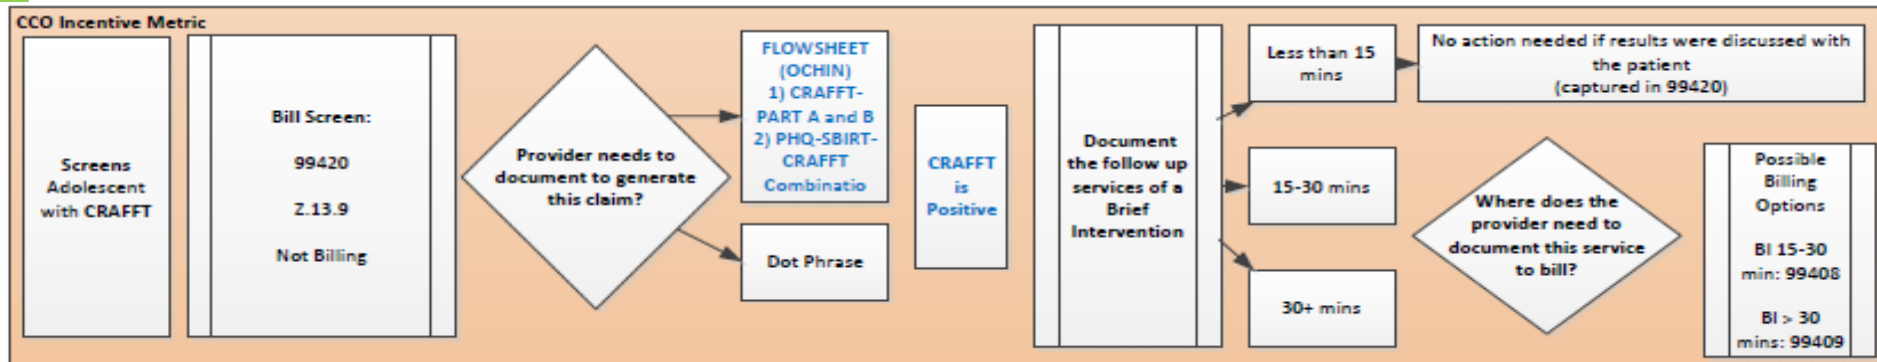 CCO Incentive Metric
Screens
Adolescent
with CRAFFT
Bill Screen:
99420
Z.13.9
Not Billing
Provider needs to
document to generate
this claim?
FLOWSHEET
(OCHIN)
1) CRAFFT-
PART A and B
2) PHQ-SBIRT-
CRAFFT
Combinatio
Dot Phrase
CRAFFT
is
Positive
Document
the follow up
services of a
Brief
Intervention
Less than 15
mins
15-30 mins
30+ mins
No action needed if results were discussed with
the patient
(captured in 99420)
Where does the
provider need to
document this service
to bill?
Possible
Billing
Options
BI 15-30
min: 99408
BI > 30
mins: 99409